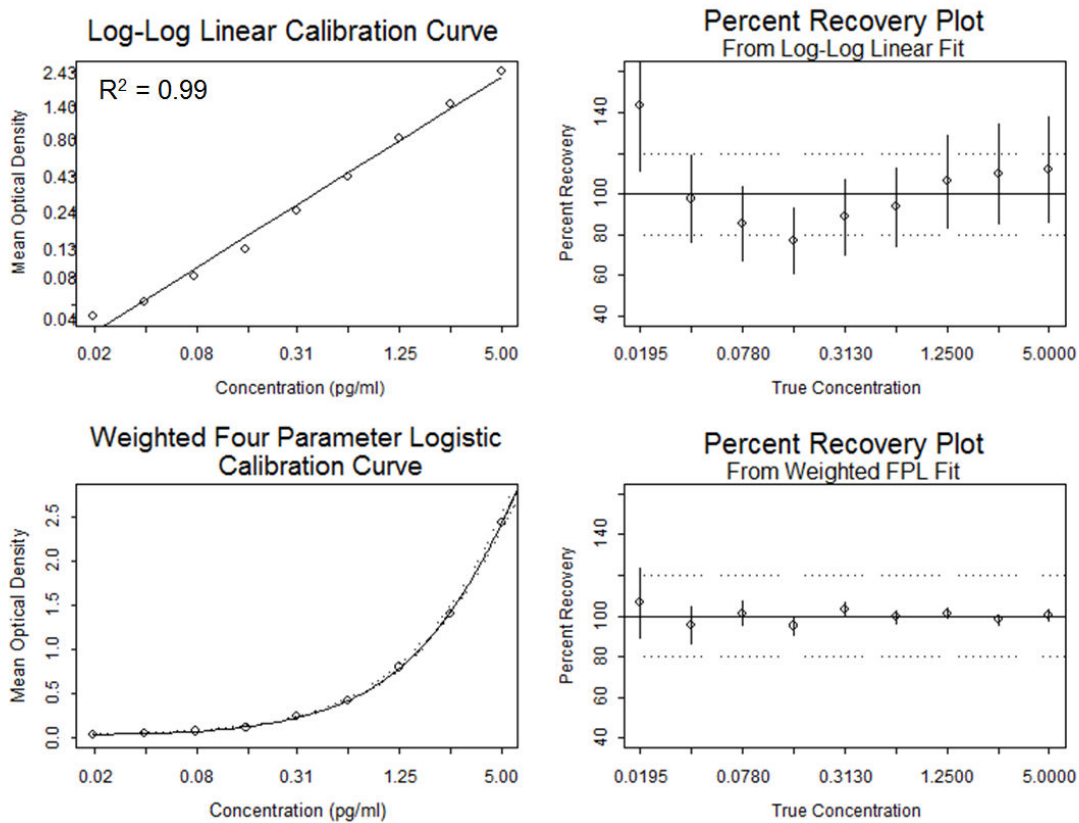 Log-Log Linear Calibration Curve
R² = 0.99
Mean Optical Density
2.43
1.40
0.80
0.43
0.24
0.13
0.08
0.04
0.02 0.08 0.31 1.25 5.00
Concentration (pg/ml)
Percent Recovery Plot
From Log-Log Linear Fit
Percent Recovery
140
100
80
60
40
0.0195 0.0780 0.3130 1.2500 5.0000
True Concentration
Weighted Four Parameter Logistic
Calibration Curve
Mean Optical Density
2.5
2.0
1.5
1.0
0.5
0.0
0.02 0.08 0.31 1.25 5.00
Concentration (pg/ml)
Percent Recovery Plot
From Weighted FPL Fit
Percent Recovery
140
100
80
60
40
0.0195 0.0780 0.3130 1.2500 5.0000
True Concentration